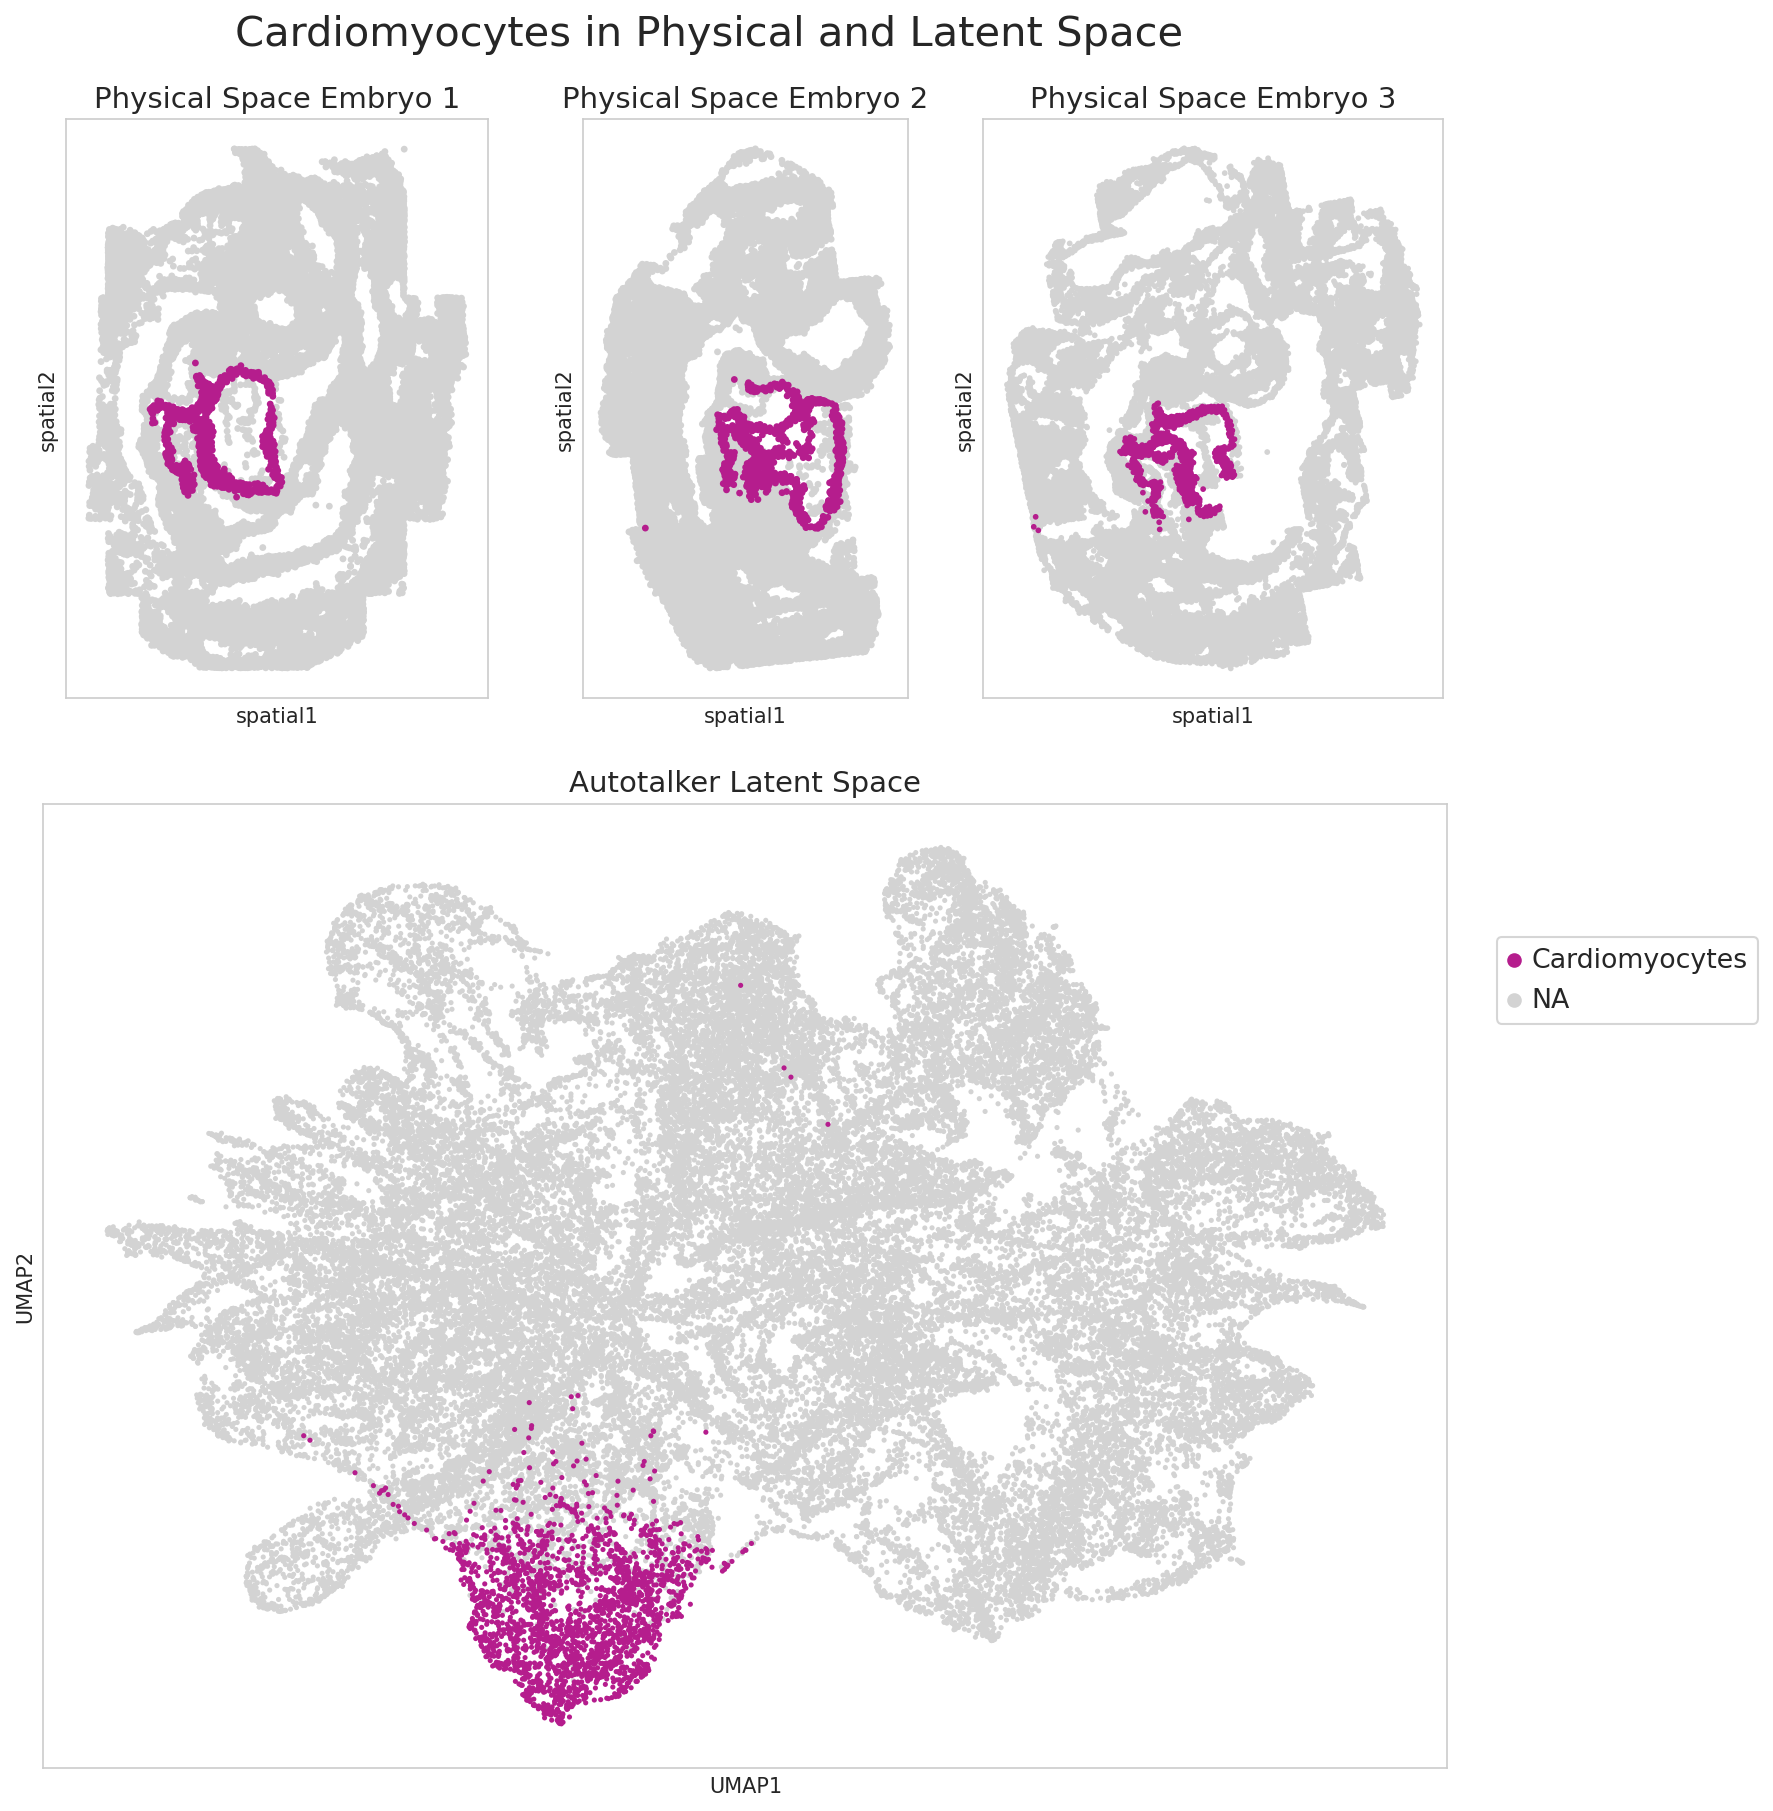 Cardiomyocytes in Physical and Latent Space
Physical Space Embryo 1
Physical Space Embryo 2
Physical Space Embryo 3
spatial2
spatial2
spatial2
spatial1
spatial1
spatial1
Autotalker Latent Space
Cardiomyocytes
NA
UMAP2
UMAP1